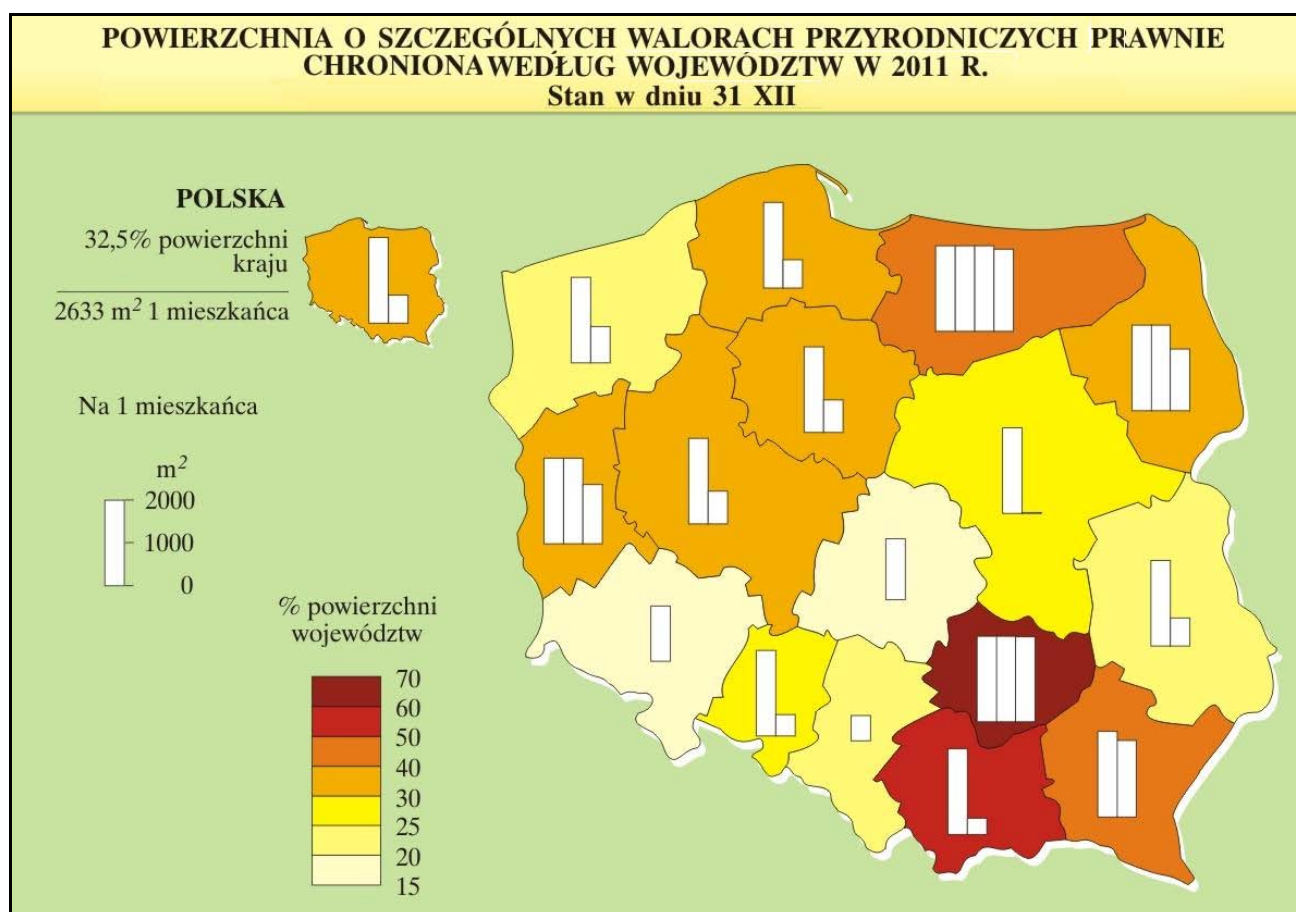 POWIERZCHNIA O SZCZEGÓLNYCH WALORACH PRZYRODNICZYCH PRAWNIE
CHRONIONA WEDŁUG WOJEWÓDZTW W 2011 R.
Stan w dniu 31 XII
POLSKA
32,5% powierzchni
kraju
2633 m² 1 mieszkańca
Na 1 mieszkańca
m²
2000
1000
0
% powierzchni
województw
70
60
50
40
30
25
20
15